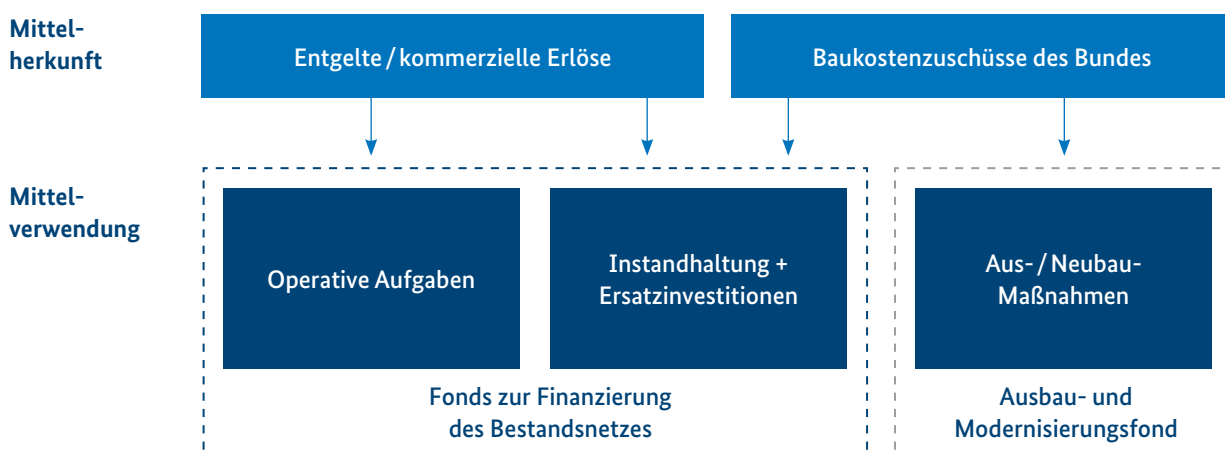 Mittel-
herkunft
Entgelte / kommerzielle Erlöse
Baukostenzuschüsse des Bundes
Mittel-
verwendung
Operative Aufgaben
Instandhaltung +
Ersatzinvestitionen
Aus- / Neubau-
Maßnahmen
Fonds zur Finanzierung
des Bestandsnetzes
Ausbau- und
Modernisierungsfond